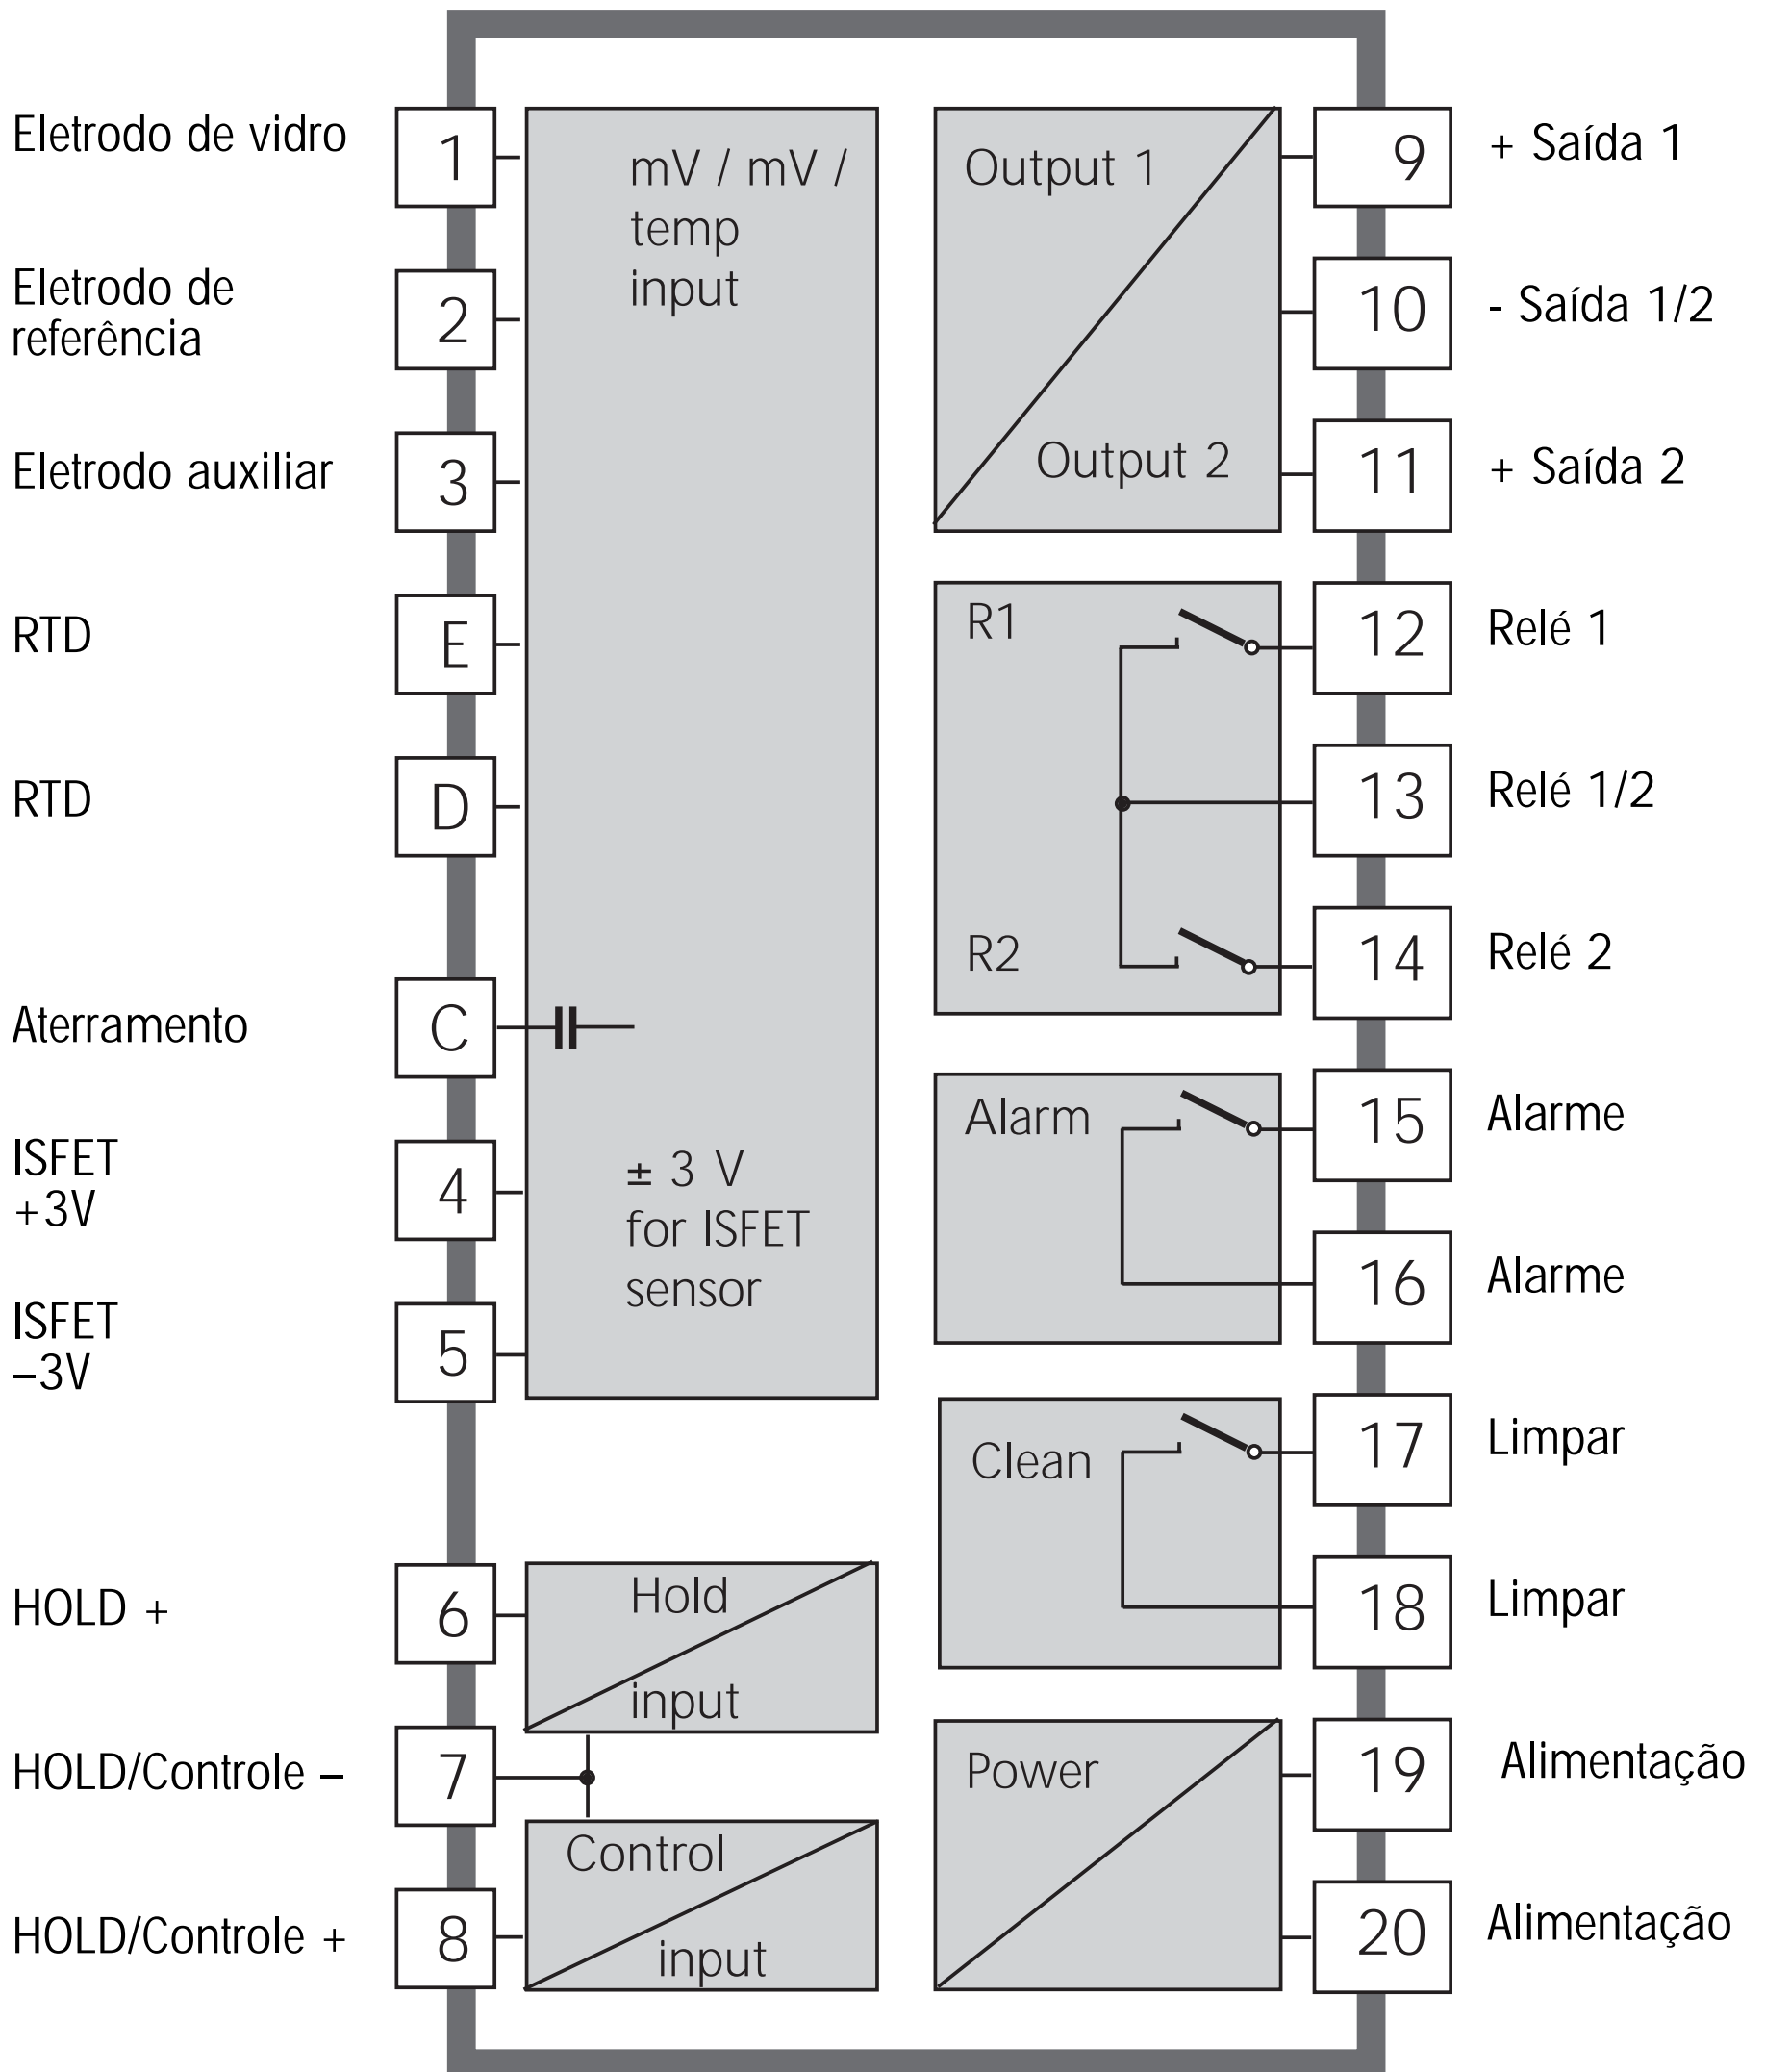 Eletrodo de vidro
1
Eletrodo de
referência
2
Eletrodo auxiliar
3
RTD
E
RTD
D
Aterramento
C
ISFET
+3V
4
ISFET
–3V
5
HOLD +
6
HOLD/Controle –
7
HOLD/Controle +
8
mV / mV /
temp
input
± 3 V
for ISFET
sensor
Hold
input
Control
input
Output 1
Output 2
R1
R2
Alarm
Clean
Power
9
+ Saída 1
10
- Saída 1/2
11
+ Saída 2
12
Relé 1
13
Relé 1/2
14
Relé 2
15
Alarme
16
Alarme
17
Limpar
18
Limpar
19
Alimentação
20
Alimentação